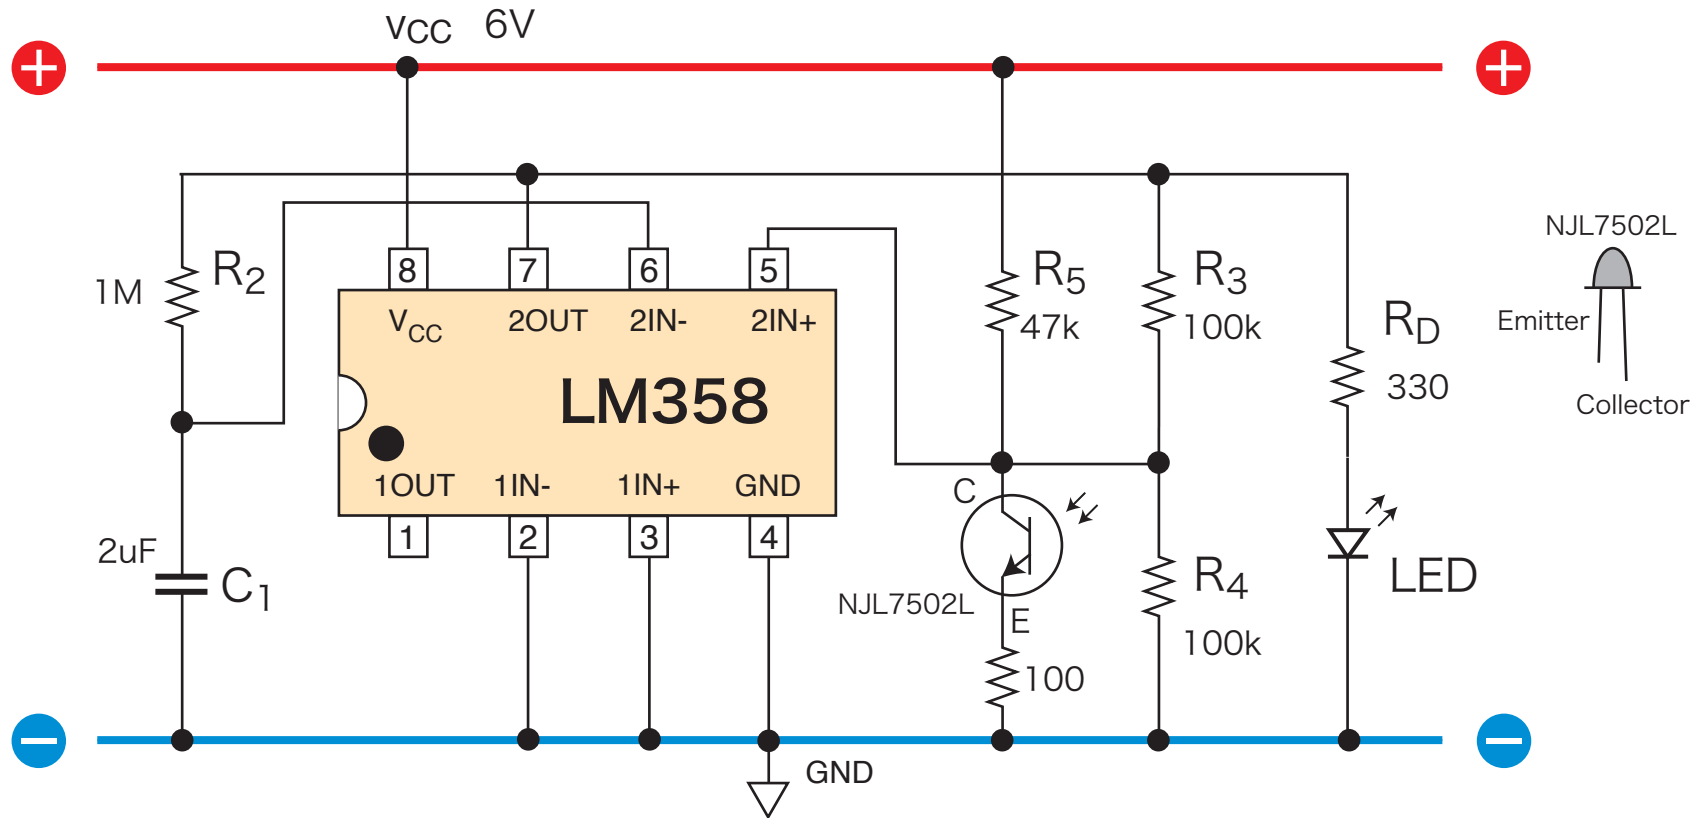 VCC 6V
NJL7502L
Emitter
Collector
1M
R2
8
7
6
5
VCC
2OUT
2IN-
2IN+
LM358
1OUT
1IN-
1IN+
GND
1
2
3
4
2uF
C1
R5
47k
R3
100k
RD
330
C
NJL7502L
E
100
R4
100k
LED
GND